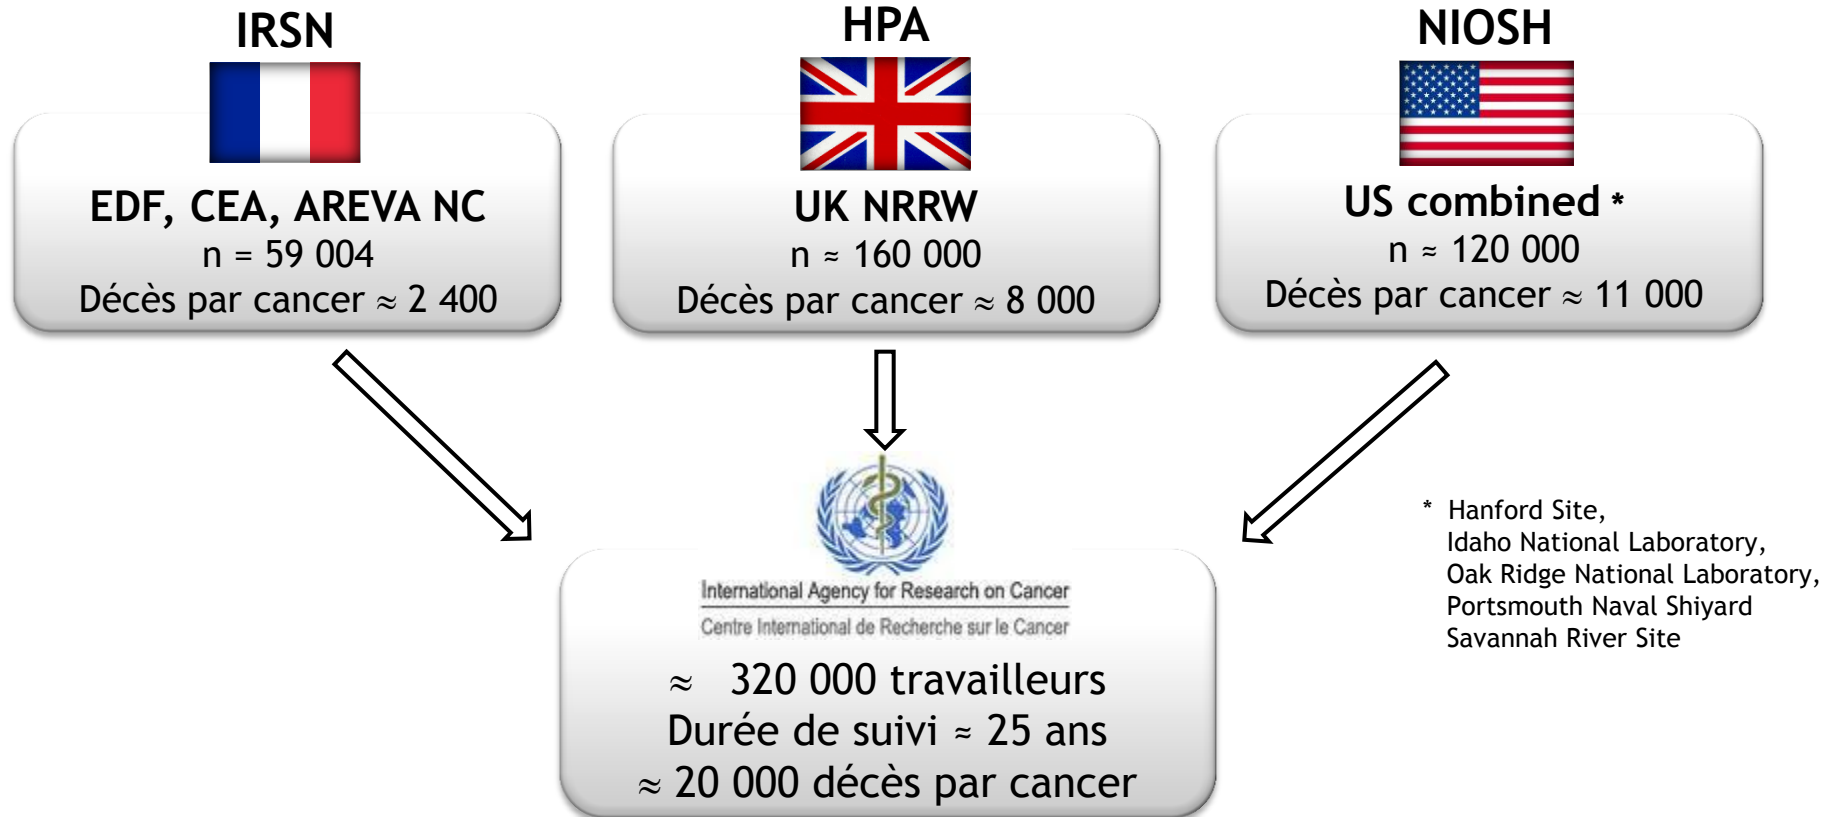 IRSN
EDF, CEA, AREVA NC
n = 59 004
Décès par cancer ≈ 2 400
HPA
UK NRRW
n ≈ 160 000
Décès par cancer ≈ 8 000
NIOSH
US combined *
n ≈ 120 000
Décès par cancer ≈ 11 000
International Agency for Research on Cancer
Centre International de Recherche sur le Cancer
≈ 320 000 travailleurs
Durée de suivi ≈ 25 ans
≈ 20 000 décès par cancer
* Hanford Site,
Idaho National Laboratory,
Oak Ridge National Laboratory,
Portsmouth Naval Shiyard
Savannah River Site